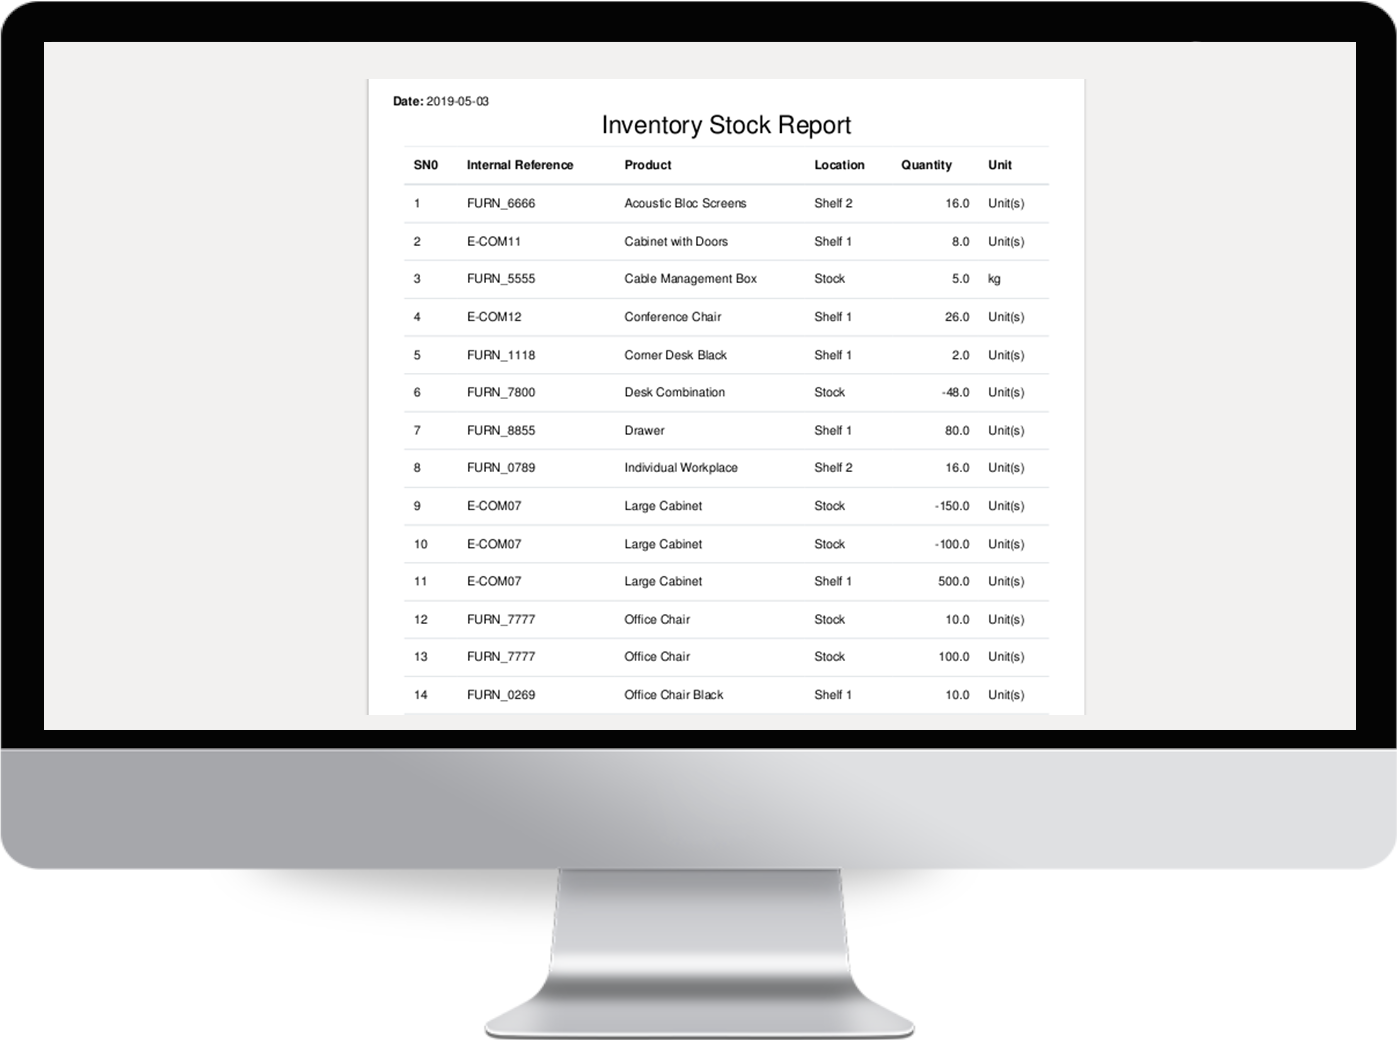 Date: 2019-05-03
Inventory Stock Report
SN0 Internal Reference Product Location Quantity Unit
1 FURN_6666 Acoustic Bloc Screens Shelf 2 16.0 Unit(s)
2 E-COM11 Cabinet with Doors Shelf 1 8.0 Unit(s)
3 FURN_5555 Cable Management Box Stock 5.0 kg
4 E-COM12 Conference Chair Shelf 1 26.0 Unit(s)
5 FURN_1118 Corner Desk Black Shelf 1 2.0 Unit(s)
6 FURN_7800 Desk Combination Stock -48.0 Unit(s)
7 FURN_8855 Drawer Shelf 1 80.0 Unit(s)
8 FURN_0789 Individual Workplace Shelf 2 16.0 Unit(s)
9 E-COM07 Large Cabinet Stock -150.0 Unit(s)
10 E-COM07 Large Cabinet Stock -100.0 Unit(s)
11 E-COM07 Large Cabinet Shelf 1 500.0 Unit(s)
12 FURN_7777 Office Chair Stock 10.0 Unit(s)
13 FURN_7777 Office Chair Stock 100.0 Unit(s)
14 FURN_0269 Office Chair Black Shelf 1 10.0 Unit(s)